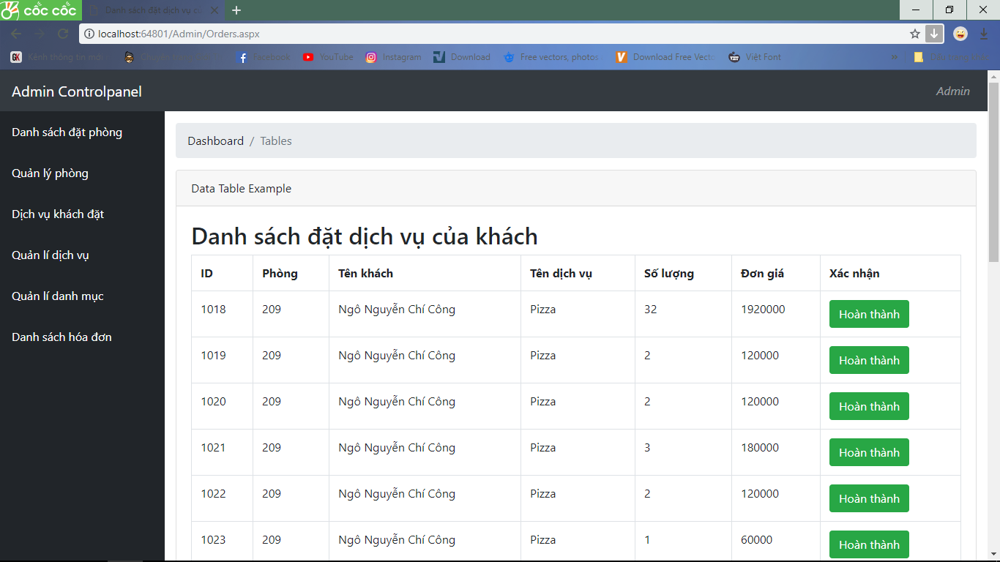 cốc cốc
Danh sách đặt dịch vụ củ
localhost:64801/Admin/Orders.aspx
GK Kênh thông tin mới
Facebook
YouTube
Instagram
Download
Free vectors, photos
Download Free Vecto
Việt Font
»
Admin Controlpanel
Admin
Danh sách đặt phòng
Quản lý phòng
Dịch vụ khách đặt
Quản lí dịch vụ
Quản lí danh mục
Danh sách hóa đơn
Dashboard / Tables
Data Table Example
Danh sách đặt dịch vụ của khách
ID Phòng Tên khách Tên dịch vụ Số lượng Đơn giá Xác nhận
1018 209 Ngô Nguyễn Chí Công Pizza 32 1920000 Hoàn thành
1019 209 Ngô Nguyễn Chí Công Pizza 2 120000 Hoàn thành
1020 209 Ngô Nguyễn Chí Công Pizza 2 120000 Hoàn thành
1021 209 Ngô Nguyễn Chí Công Pizza 3 180000 Hoàn thành
1022 209 Ngô Nguyễn Chí Công Pizza 2 120000 Hoàn thành
1023 209 Ngô Nguyễn Chí Công Pizza 1 60000 Hoàn thành